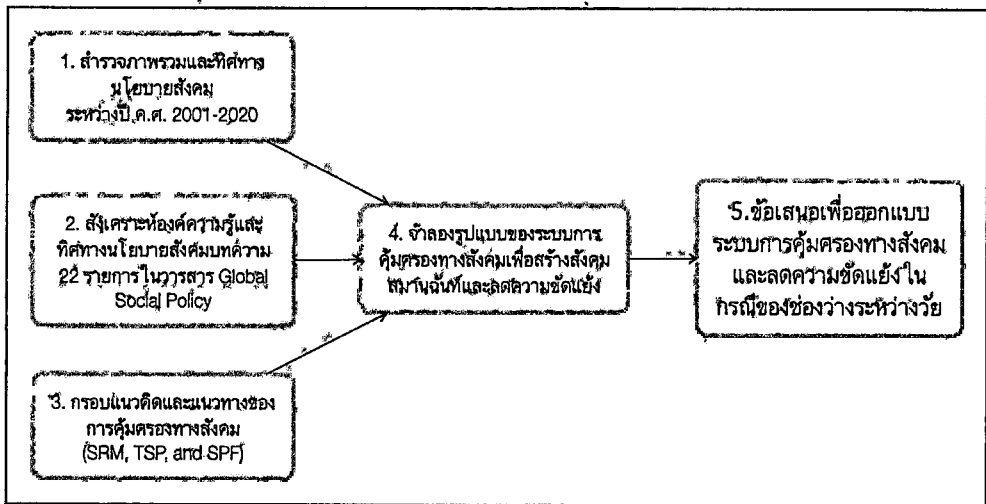 1. สำรวจภาพรวมและทิศทาง
นโยบายสังคม
ระหว่างปี ค.ศ. 2001-2020
2. สังเคราะห์องค์ความรู้และ
ทิศทางนโยบายสังคมบทความ
22 รายการ ในวารสาร Global
Social Policy
3. กรอบแนวคิดและแนวทางของ
การคุ้มครองทางสังคม
(SRM, TSP, and SPF)
4. จำลองรูปแบบของระบบการ
คุ้มครองทางสังคมเพื่อสร้างสังคม
สมานฉันท์และลดความขัดแย้ง
5.ข้อเสนอเพื่อออกแบบ
ระบบการคุ้มครองทางสังคม
และลดความขัดแย้ง ใน
กรณีของช่องว่างระหว่างวัย